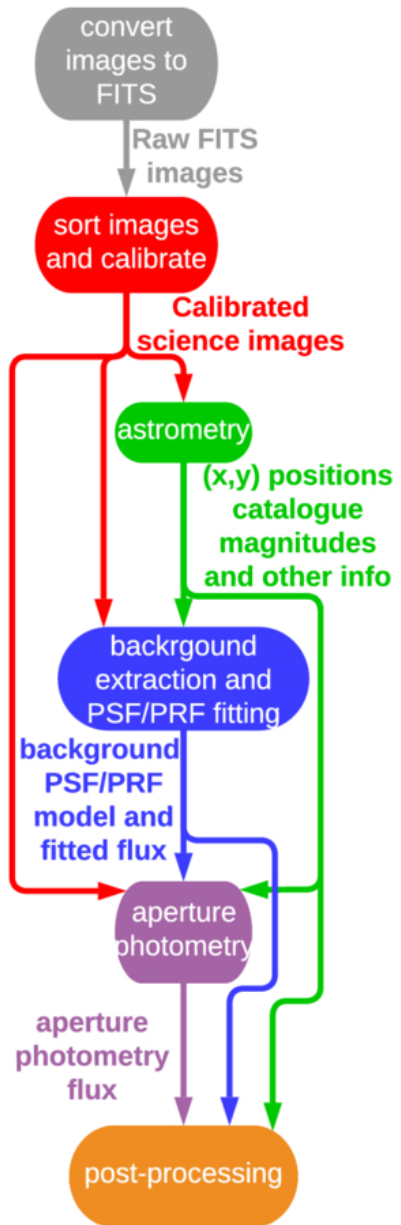 convert
images to
FITS
Raw FITS
images
sort images
and calibrate
Calibrated
science images
astrometry
(x,y) positions
catalogue
magnitudes
and other info
backrgound
extraction and
PSF/PRF fitting
background
PSF/PRF
model and
fitted flux
aperture
photometry
aperture
photometry
flux
post-processing